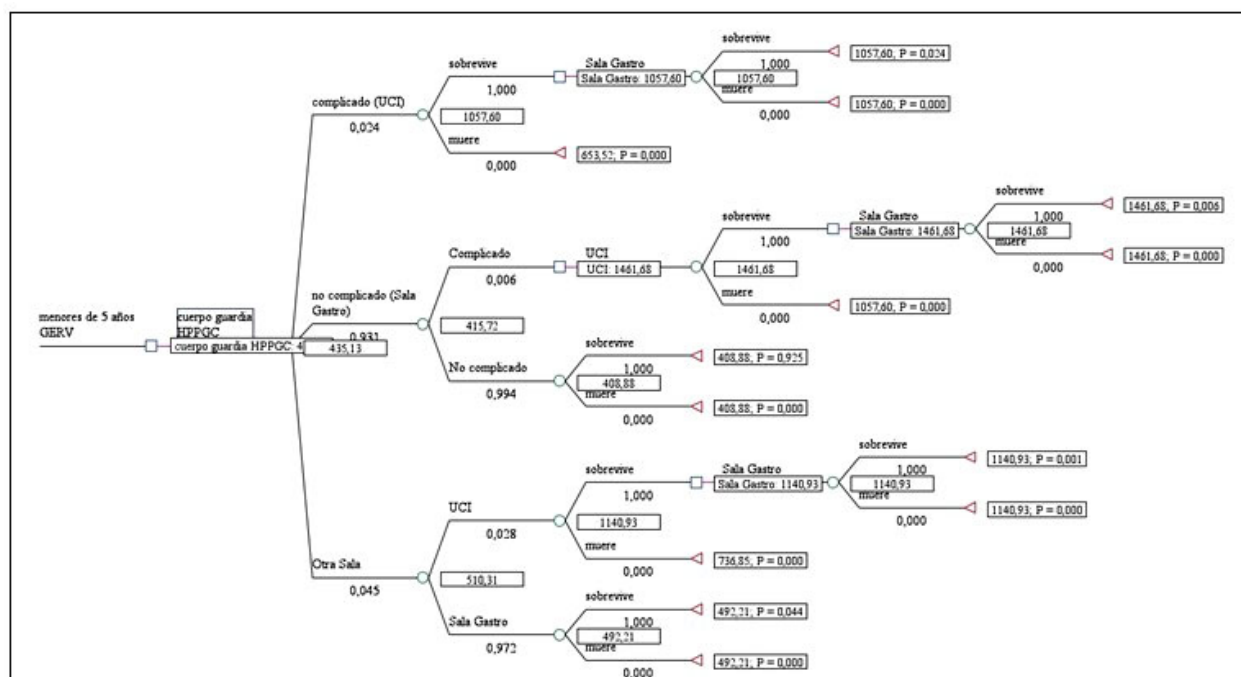 sobrevive
1,000
1057,60; P = 0,024
Sala Gastro
Sala Gastro: 1057,60
1057,60
muere
0,000
1057,60; P = 0,000
sobrevive
1,000
complicado (UCI)
0,024
1057,60
muere
0,000
653,52; P = 0,000
sobrevive
1,000
1461,68; P = 0,006
Sala Gastro
Sala Gastro: 1461,68
1461,68
muere
0,000
1461,68; P = 0,000
sobrevive
1,000
Complicado
0,006
UCI
UCI: 1461,68
1461,68
muere
0,000
1057,60; P = 0,000
no complicado (Sala
Gastro)
0,931
415,72
menores de 5 años
GERV
cuerpo guardia
HPPGC
cuerpo guardia HPPGC: 4
435,13
No complicado
0,994
sobrevive
1,000
408,88; P = 0,925
408,88
muere
0,000
408,88; P = 0,000
sobrevive
1,000
1140,93; P = 0,001
Sala Gastro
Sala Gastro: 1140,93
1140,93
muere
0,000
1140,93; P = 0,000
sobrevive
1,000
UCI
0,028
1140,93
muere
0,000
736,85; P = 0,000
Otra Sala
0,045
510,31
sobrevive
1,000
492,21; P = 0,044
Sala Gastro
0,972
492,21
muere
0,000
492,21; P = 0,000